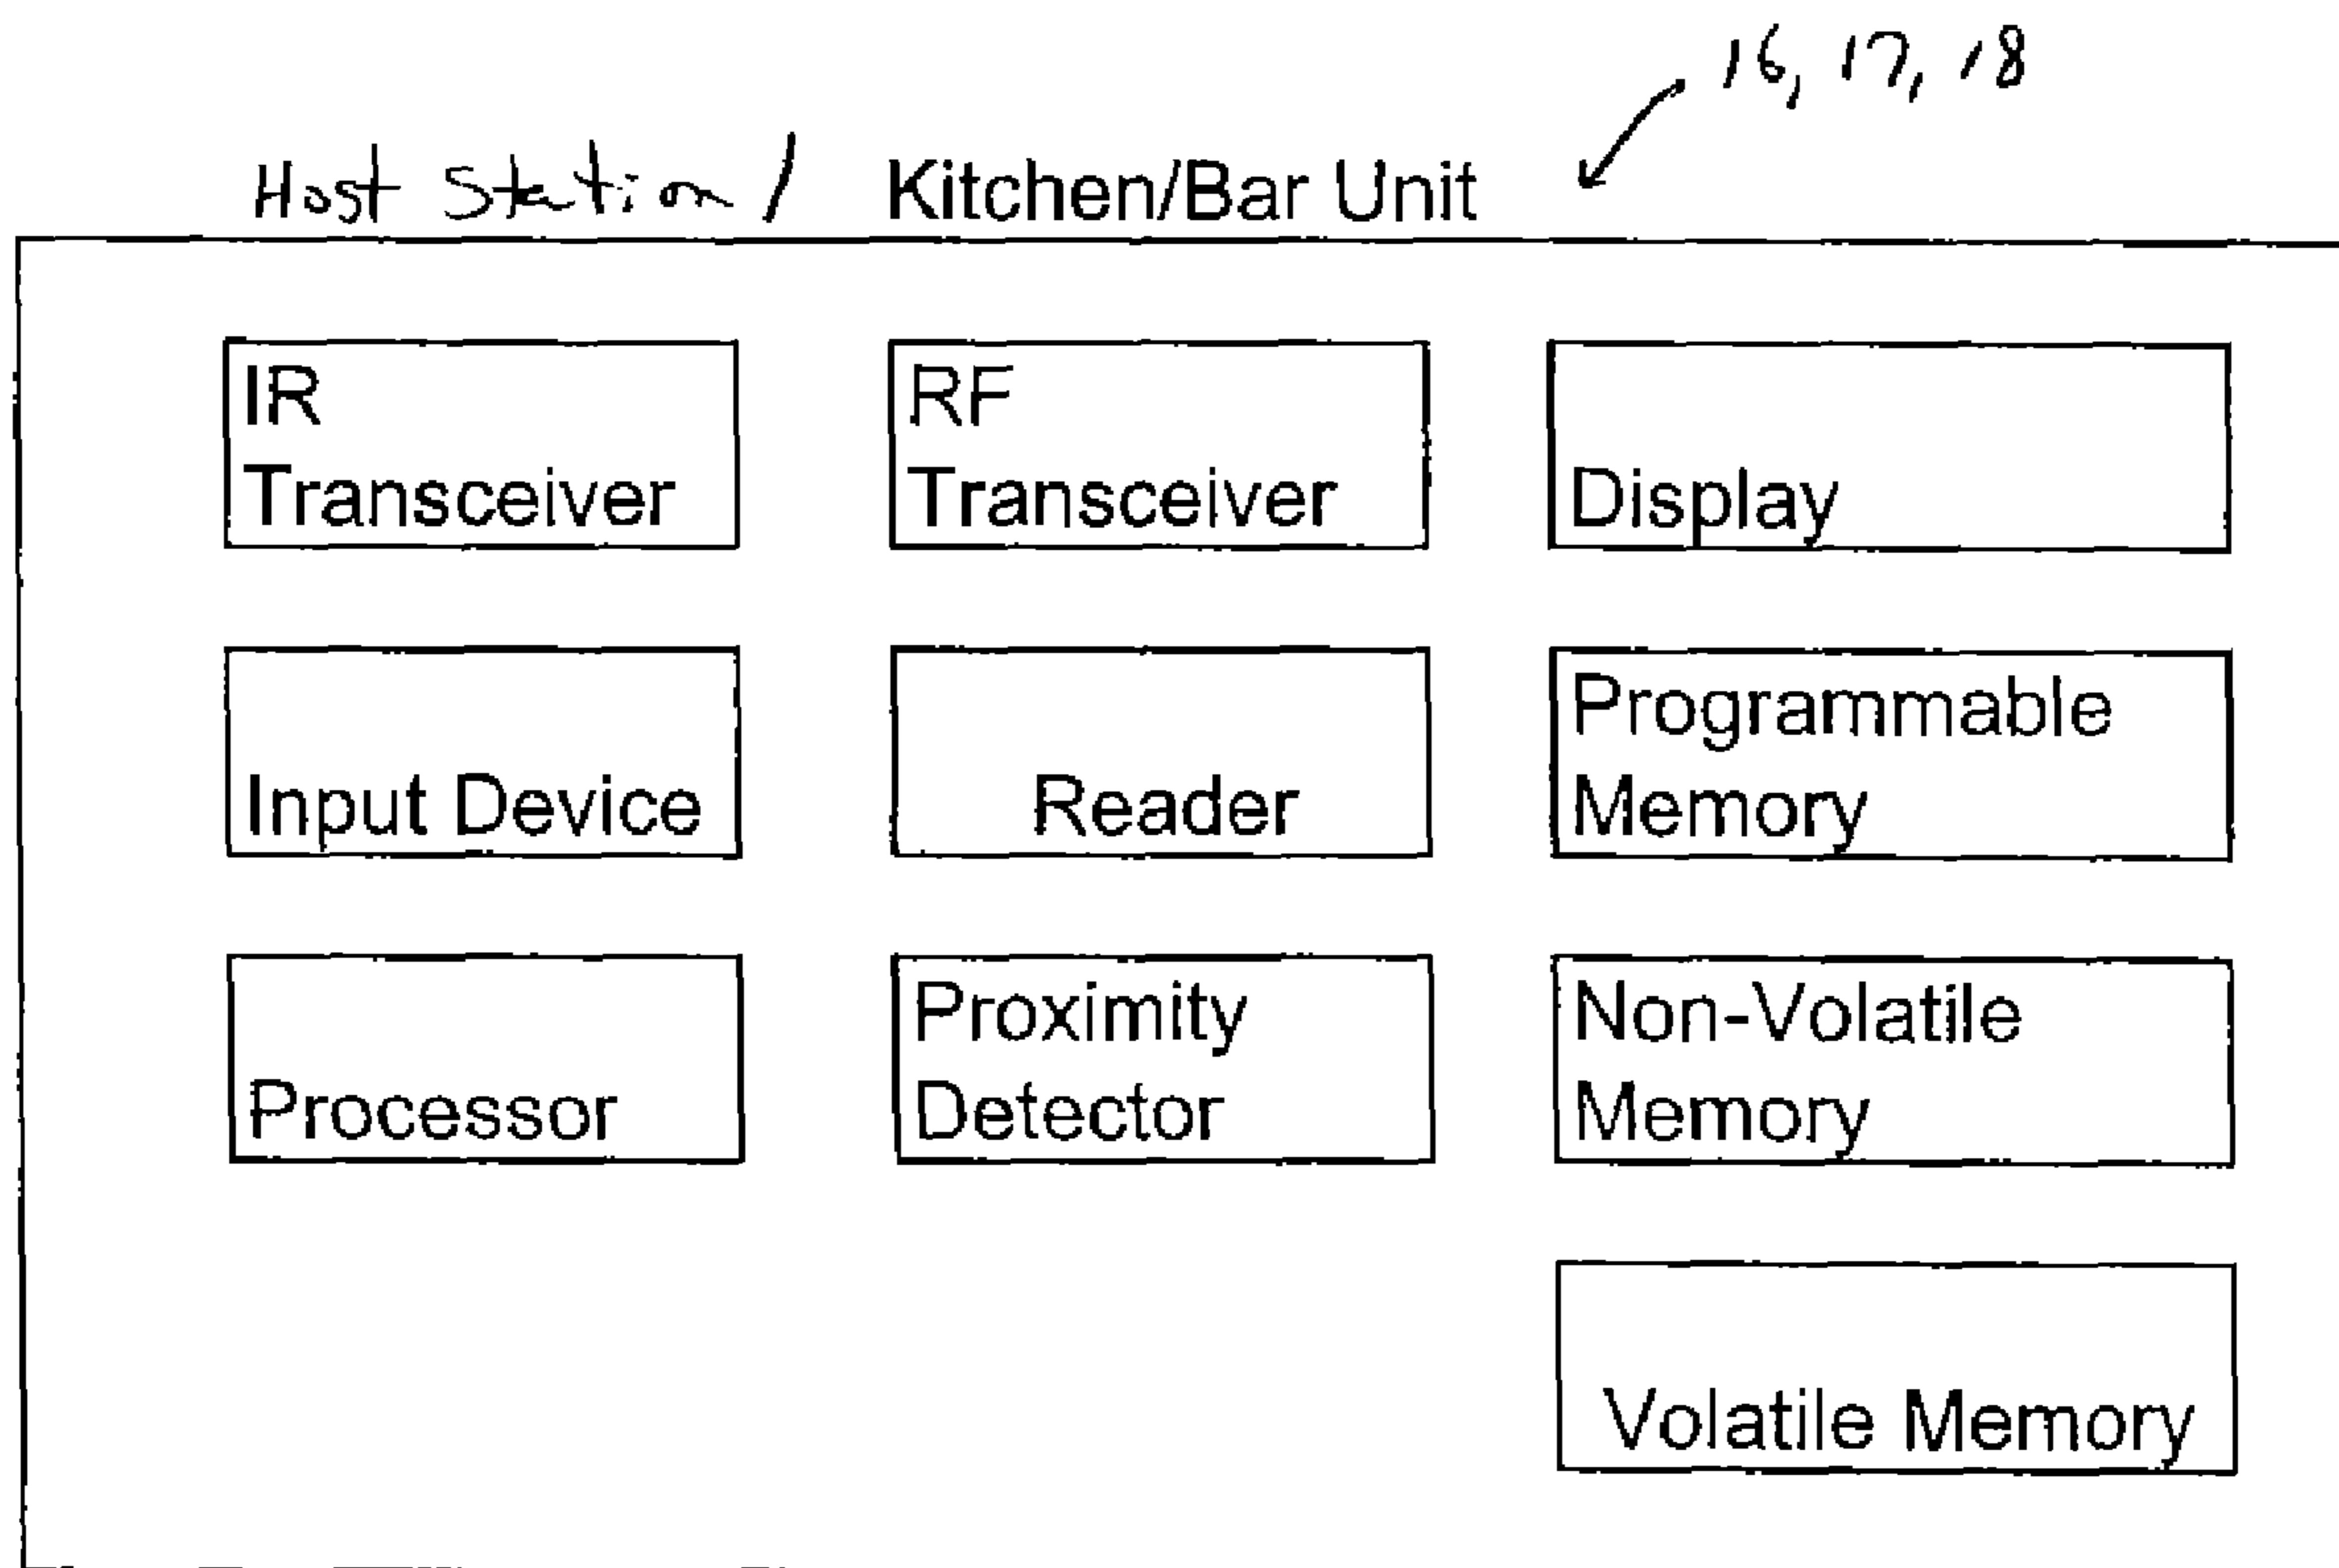 16, 17, 18
Host Station / Kitchen/Bar Unit
IR
Transceiver
RF
Transceiver
Display
Input Device
Reader
Programmable
Memory
Processor
Proximity
Detector
Non-Volatile
Memory
Volatile Memory